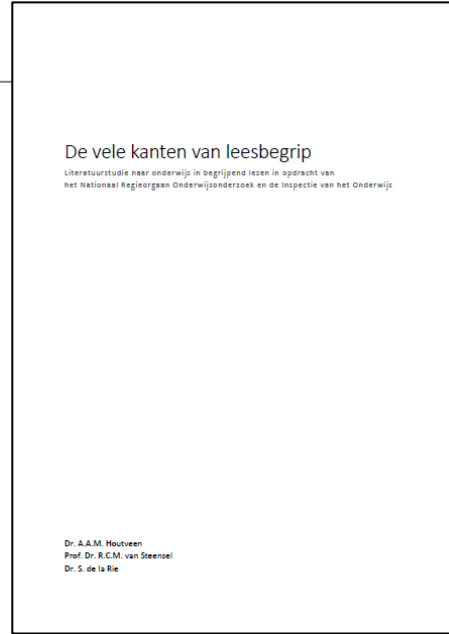 De vele kanten van leesbegrip
Literatuurstudie naar onderwijs in begrijpend lezen in opdracht van
het Nationaal Regieorgaan Onderwijsonderzoek en de Inspectie van het Onderwijs
Dr. A.A.M. Houtveen
Prof. Dr. R.C.M. van Steensel
Dr. S. de la Rie